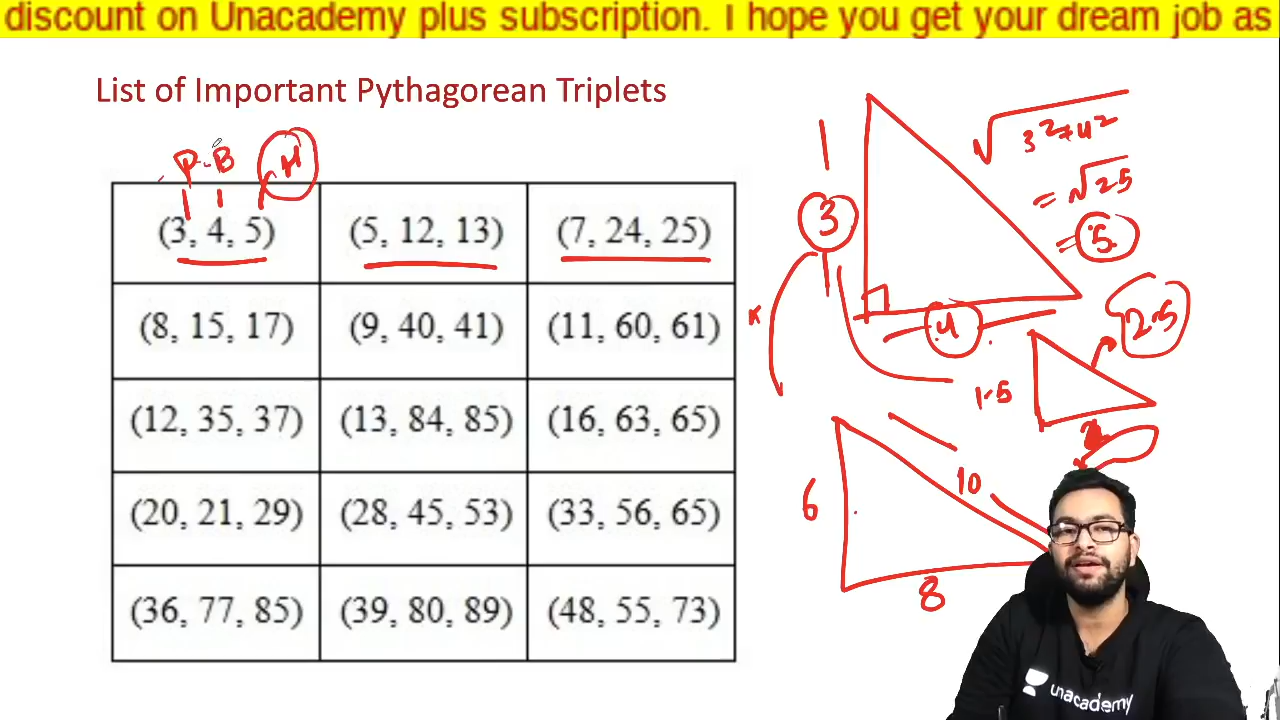 discount on Unacademy plus subscription. I hope you get your dream job as
List of Important Pythagorean Triplets
P B H
(3, 4, 5) (5, 12, 13) (7, 24, 25)
(8, 15, 17) (9, 40, 41) (11, 60, 61)
(12, 35, 37) (13, 84, 85) (16, 63, 65)
(20, 21, 29) (28, 45, 53) (33, 56, 65)
(36, 77, 85) (39, 80, 89) (48, 55, 73)
√3²+4²
= √25
= 5
3
4
2.5
1.5
6
10
8
unacademy